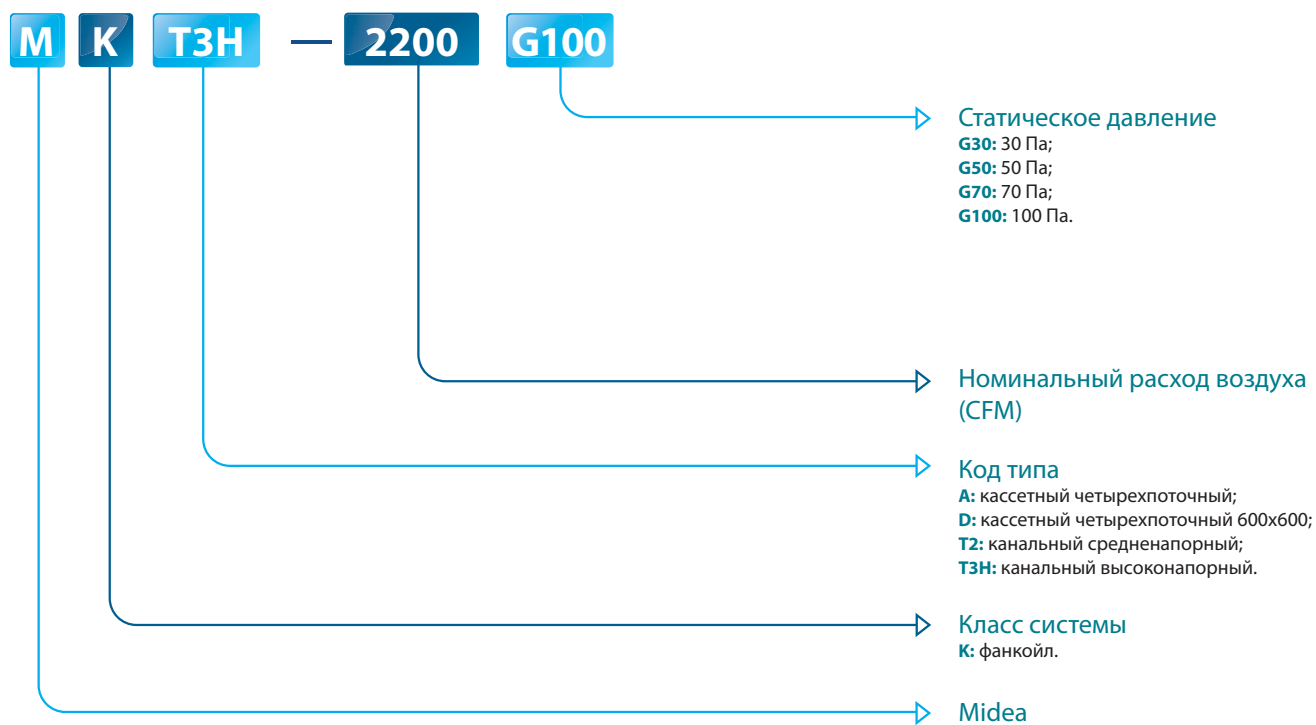 M K T3H — 2200 G100
Статическое давление
G30: 30 Па;
G50: 50 Па;
G70: 70 Па;
G100: 100 Па.
Номинальный расход воздуха
(CFM)
Код типа
A: кассетный четырехпоточный;
D: кассетный четырехпоточный 600x600;
T2: канальный средненапорный;
T3H: канальный высоконапорный.
Класс системы
K: фанкойл.
Midea